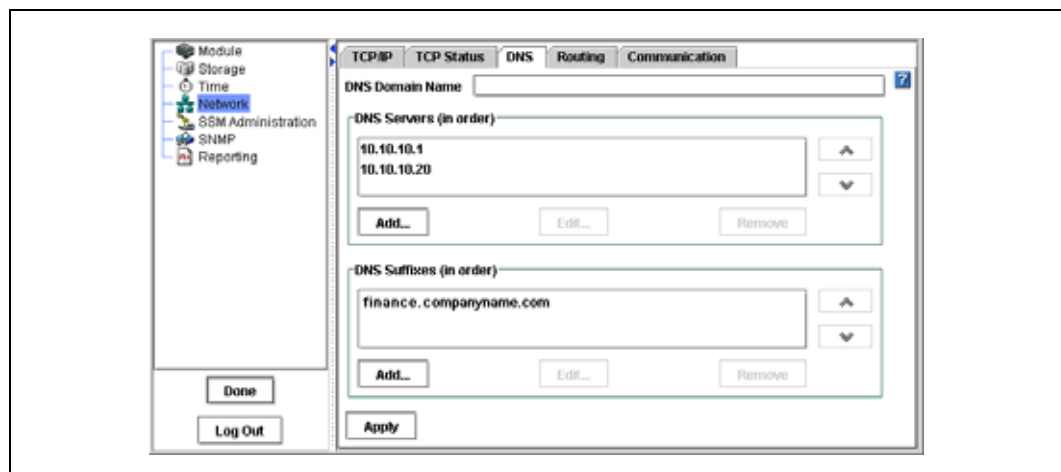 Module
Storage
Time
Network
SSM Administration
SNMP
Reporting
Done
Log Out
TCP/IP TCP Status DNS Routing Communication
DNS Domain Name
?
DNS Servers (in order)
10.10.10.1
10.10.10.20
Add... Edit... Remove
DNS Suffixes (in order)
finance.companyname.com
Add... Edit... Remove
Apply